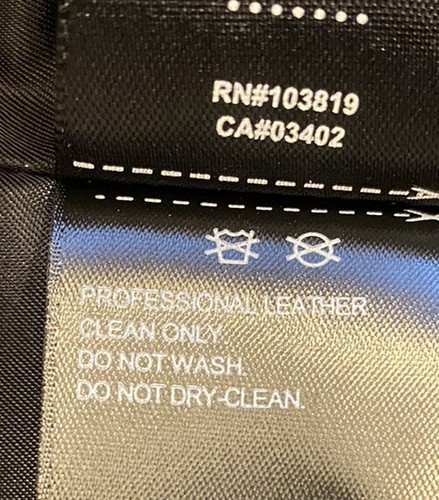 RN#103819
CA#03402
PROFESSIONAL LEATHER
CLEAN ONLY.
DO NOT WASH.
DO NOT DRY-CLEAN.